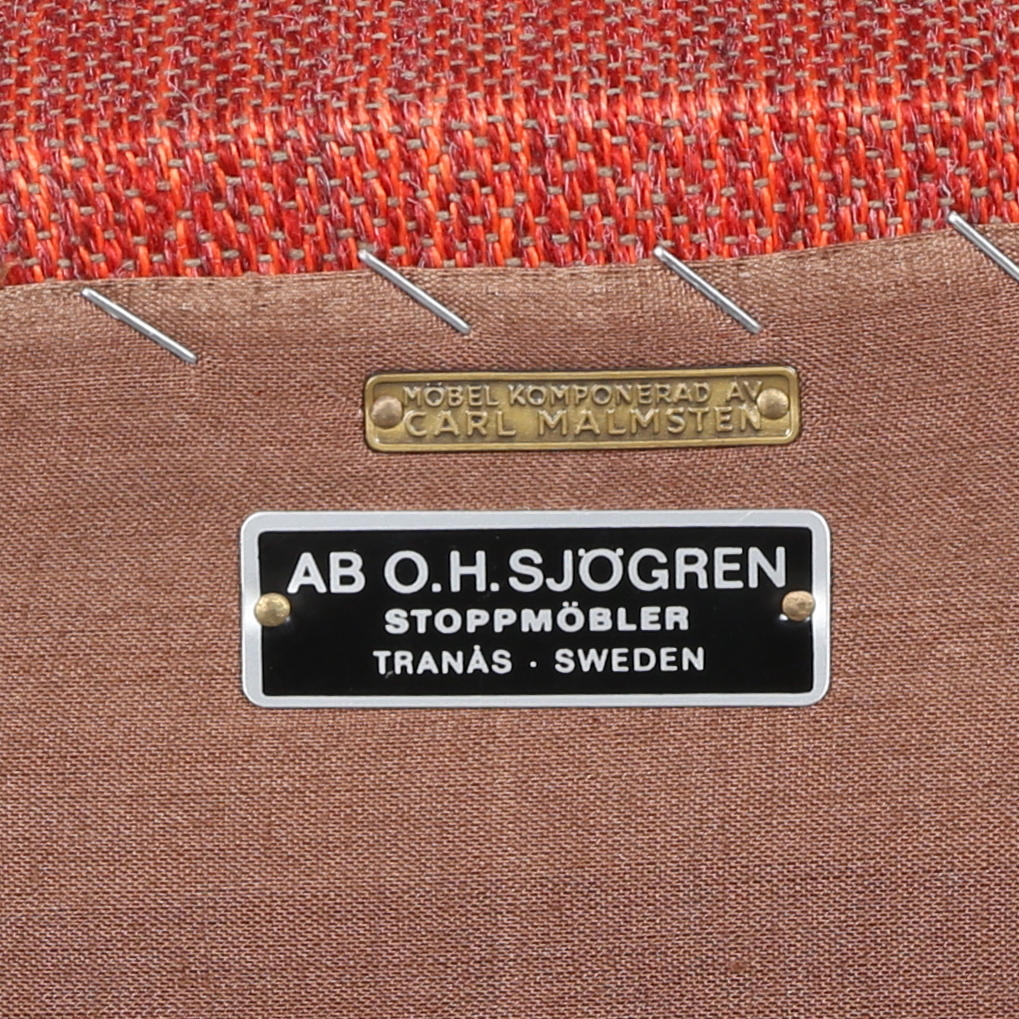 MÖBEL KOMPONERAD AV
CARL MALMSTEN
AB O.H. SJÖGREN
STOPPMÖBLER
TRANÅS · SWEDEN